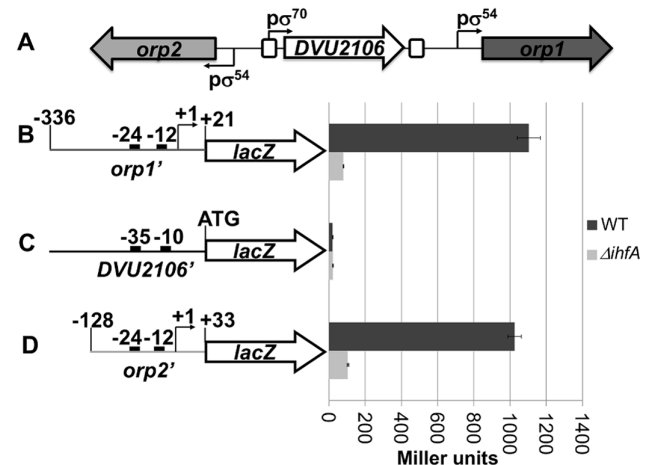 A
orp2
pσ54
pσ70
DVU2106
pσ54
orp1
B
-336
-24
-12
+1
+21
orp1'
lacZ
C
-35
-10
ATG
DVU2106'
lacZ
D
-128
-24
-12
+1
+33
orp2'
lacZ
WT
ΔihfA
0
200
400
600
800
1000
1200
1400
Miller units